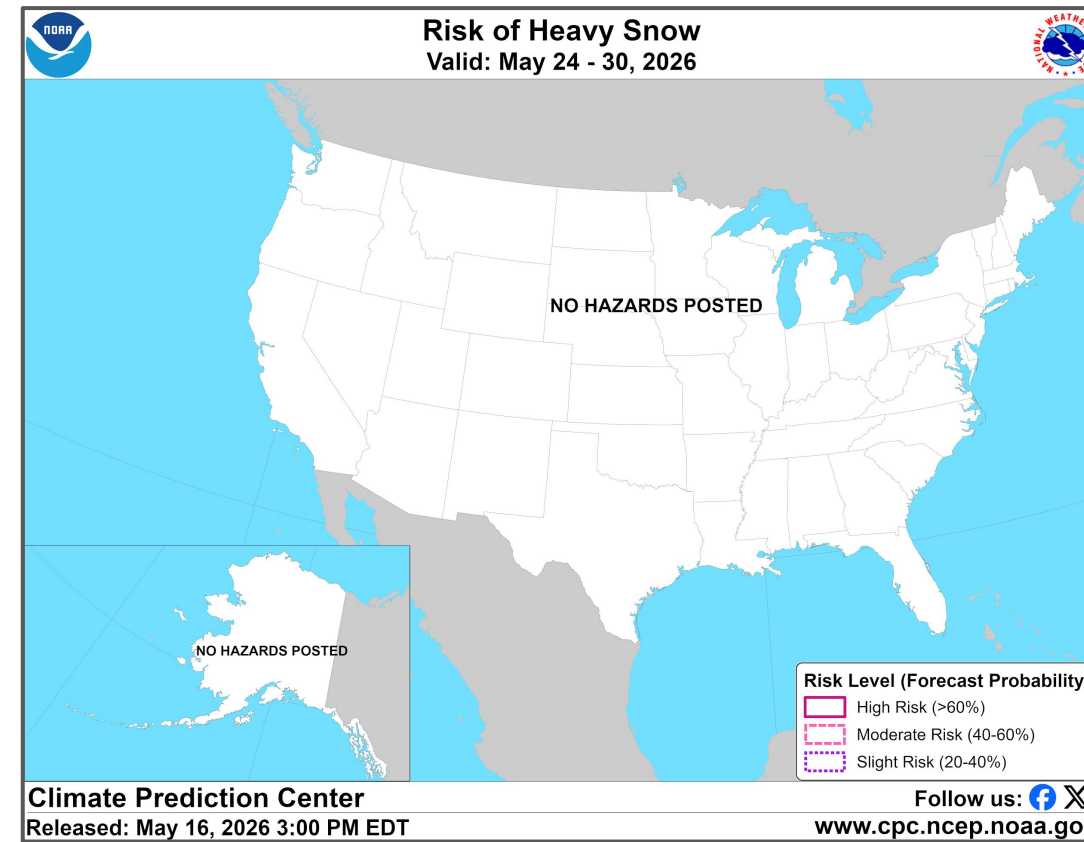 NOAA
Risk of Heavy Snow
Valid: May 24 - 30, 2026
NO HAZARDS POSTED
NO HAZARDS POSTED
Risk Level (Forecast Probability
High Risk (>60%)
Moderate Risk (40-60%)
Slight Risk (20-40%)
Climate Prediction Center
Follow us:
Released: May 16, 2026 3:00 PM EDT
www.cpc.ncep.noaa.go